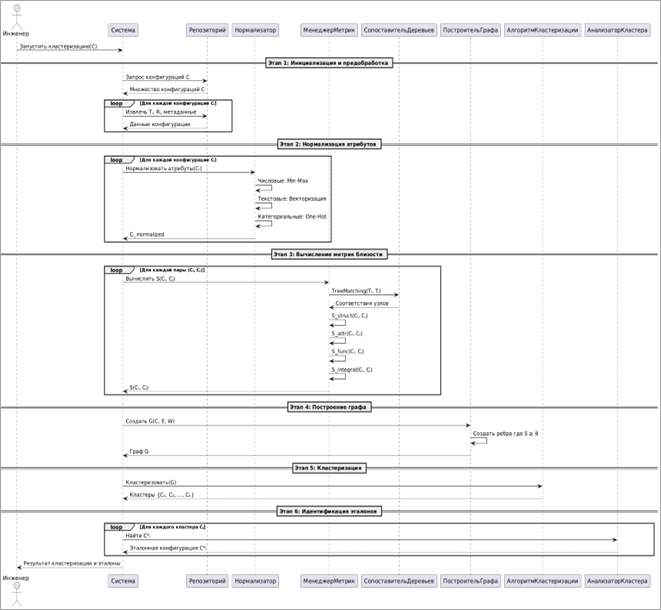 Инженер
Система
Репозиторий
Нормализатор
МенеджерМетрик
СопоставительДеревьев
ПостроительГрафа
АлгоритмКластеризации
АнализаторКластера
Запустить кластеризацию(C)
Этап 1: Инициализация и предобработка
Запрос конфигураций C
Множество конфигураций C
loop [Для каждой конфигурации Cᵢ]
Извлечь Tᵢ, Rᵢ, метаданные
Данные конфигурации
Этап 2: Нормализация атрибутов
loop [Для каждой конфигурации Cᵢ]
Нормализовать атрибуты(Cᵢ)
Числовые: Min-Max
Текстовые: Векторизация
Категориальные: One-Hot
Cᵢ_normalized
Этап 3: Вычисление метрик близости
loop [Для каждой пары (Cᵢ, Cⱼ)]
Вычислить S(Cᵢ, Cⱼ)
TreeMatching(Tᵢ, Tⱼ)
Соответствия узлов
S_struct(Cᵢ, Cⱼ)
S_attr(Cᵢ, Cⱼ)
S_func(Cᵢ, Cⱼ)
S_integral(Cᵢ, Cⱼ)
S(Cᵢ, Cⱼ)
Этап 4: Построение графа
Создать G(C, E, W)
Создать ребра где S ≥ θ
Граф G
Этап 5: Кластеризация
Кластеризовать(G)
Кластеры {C₁, C₂, ..., Cₖ}
Этап 6: Идентификация эталонов
loop [Для каждого кластера Cⱼ]
Найти C*ⱼ
Эталонная конфигурация C*ⱼ
Результат кластеризации и эталоны
Инженер
Система
Репозиторий
Нормализатор
МенеджерМетрик
СопоставительДеревьев
ПостроительГрафа
АлгоритмКластеризации
АнализаторКластера